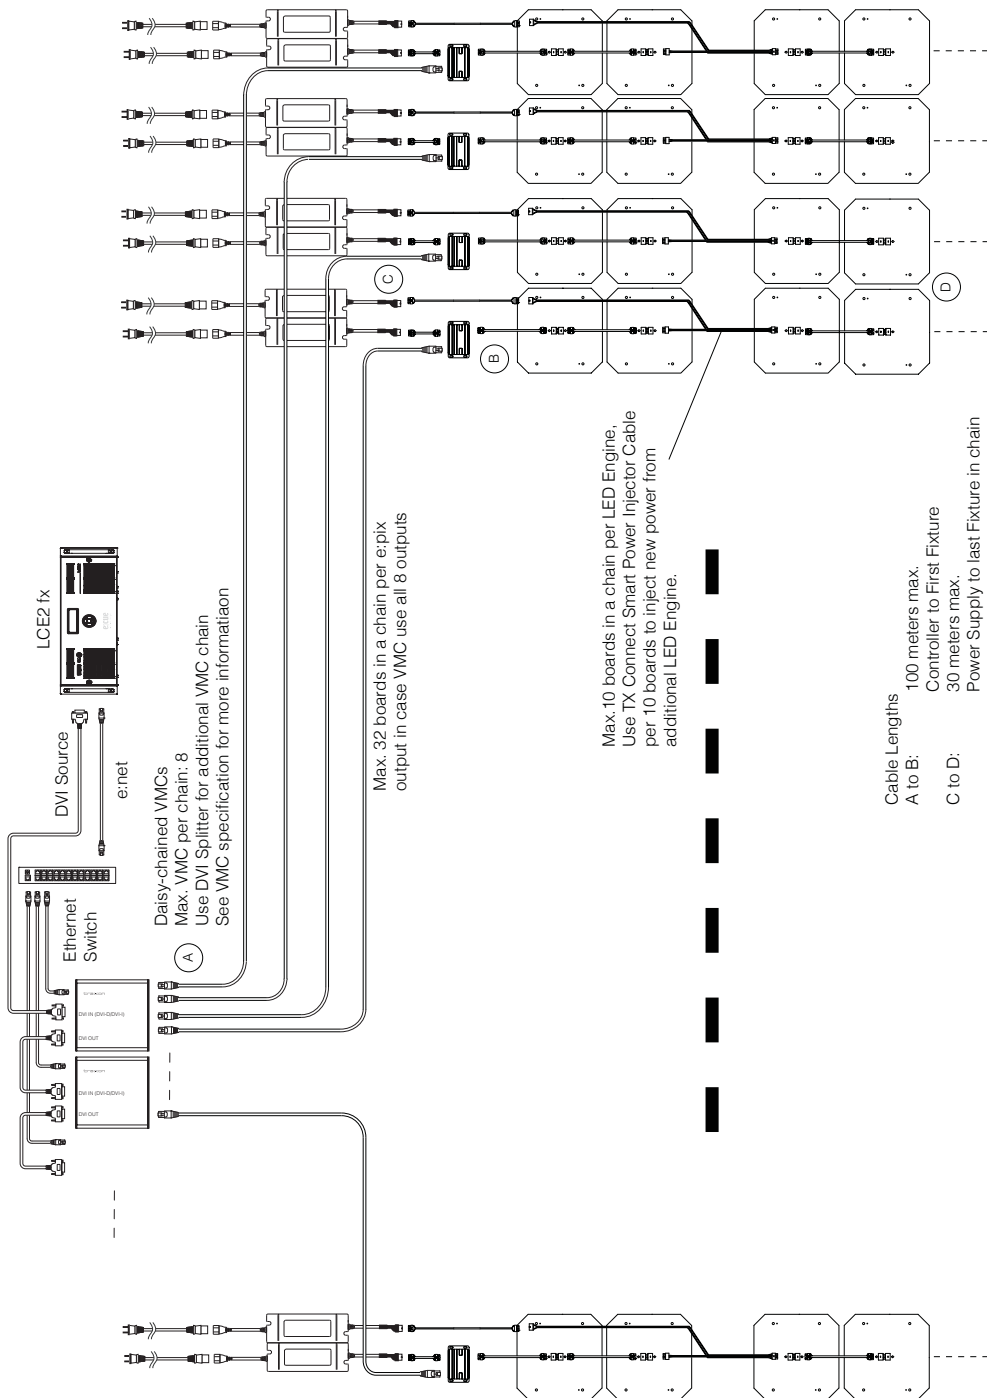 LCE2 fx
DVI Source
e:net
Ethernet
Switch
Daisy-chained VMCs
Max. VMC per chain: 8
Use DVI Splitter for additional VMC chain
See VMC specification for more informatiaon
A
DVI IN (DVI-D/DVI-I)
DVI OUT
DVI IN (DVI-D/DVI-I)
DVI OUT
Max. 32 boards in a chain per e:pix
output in case VMC use all 8 outputs
C
B
D
Max.10 boards in a chain per LED Engine,
Use TX Connect Smart Power Injector Cable
per 10 boards to inject new power from
additional LED Engine.
Cable Lengths
A to B: 100 meters max.
Controller to First Fixture
C to D: 30 meters max.
Power Supply to last Fixture in chain